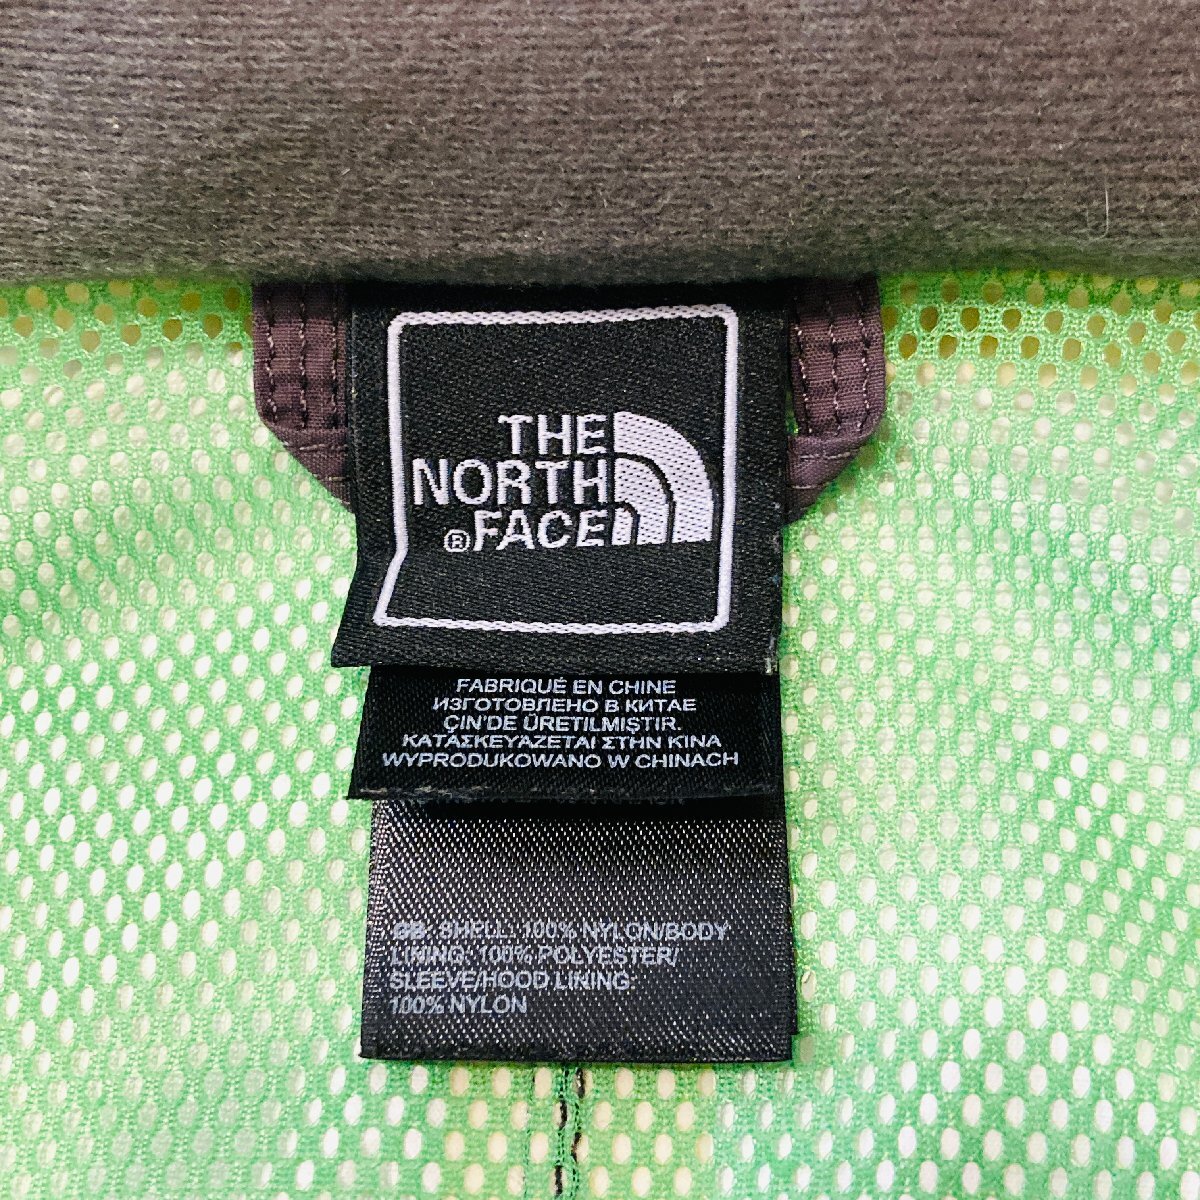 THE
NORTH
® FACE
FABRIQUÉ EN CHINE
ИЗГОТОВЛЕНО В КИТАЕ
ÇIN'DE ÜRETILMIŞTIR.
ΚΑΤΑΣΚΕΥΑΖΕΤΑΙ ΣΤΗΝ ΚΙΝΑ
WYPRODUKOWANO W CHINACH
GB: SHELL: 100% NYLON/BODY
LINING: 100% POLYESTER/
SLEEVE/HOOD LINING:
100% NYLON